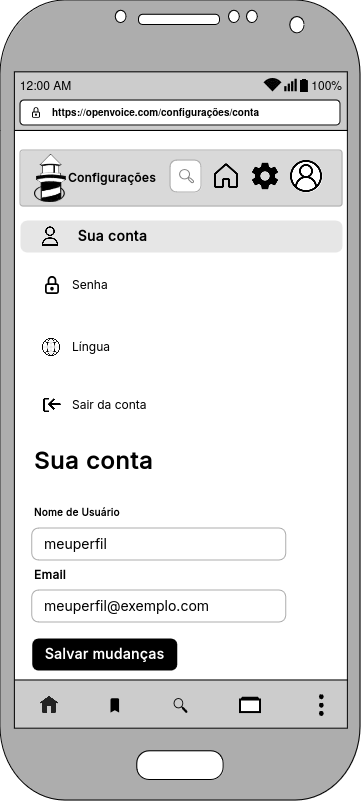 12:00 AM 100%
https://openvoice.com/configurações/conta
Configurações
Sua conta
Senha
Língua
Sair da conta
Sua conta
Nome de Usuário
meuperfil
Email
meuperfil@exemplo.com
Salvar mudanças